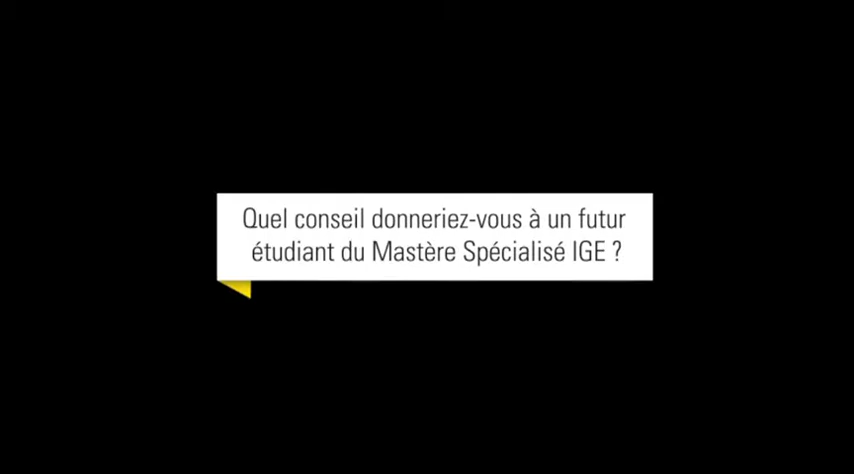 Quel conseil donneriez-vous à un futur
étudiant du Mastère Spécialisé IGE ?